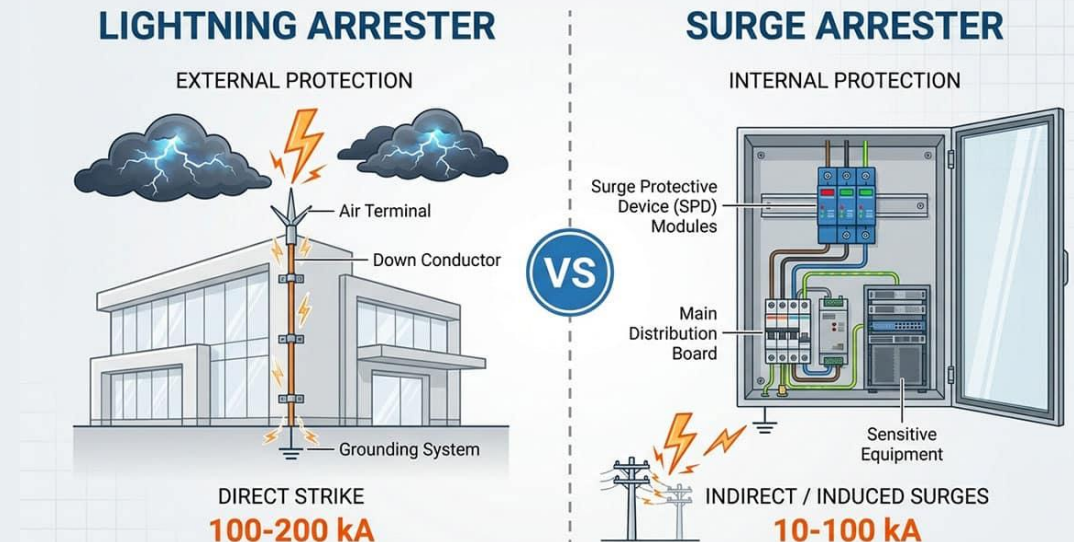 LIGHTNING ARRESTER
EXTERNAL PROTECTION
Air Terminal
Down Conductor
Grounding System
DIRECT STRIKE
100-200 kA
VS
SURGE ARRESTER
INTERNAL PROTECTION
Surge Protective
Device (SPD)
Modules
Main
Distribution
Board
Sensitive
Equipment
INDIRECT / INDUCED SURGES
10-100 kA